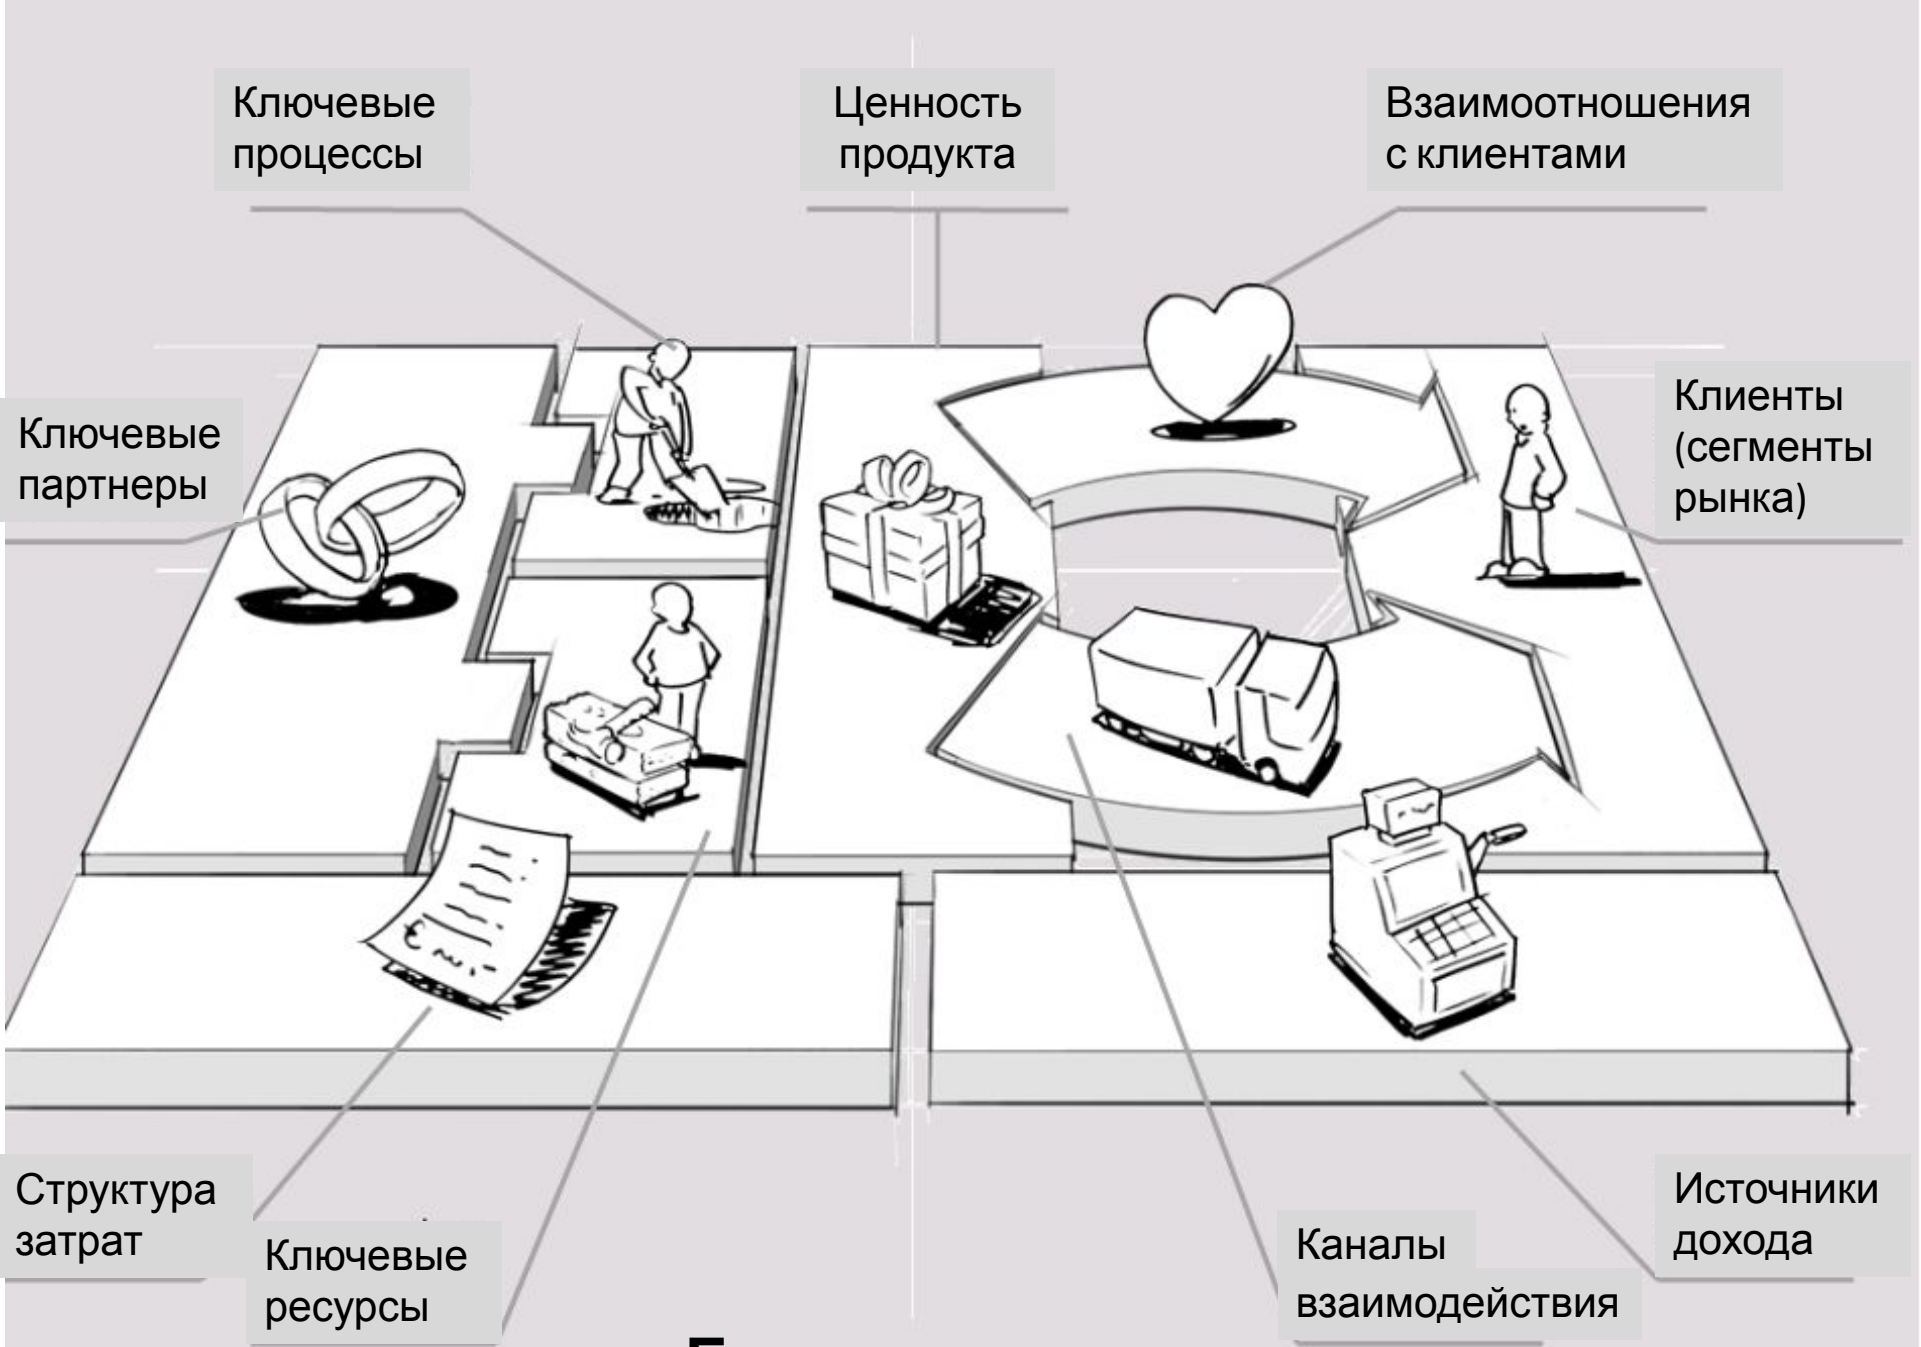 Ключевые
процессы
Ценность
продукта
Взаимоотношения
с клиентами
Ключевые
партнеры
Клиенты
(сегменты
рынка)
Структура
затрат
Ключевые
ресурсы
Каналы
взаимодействия
Источники
дохода